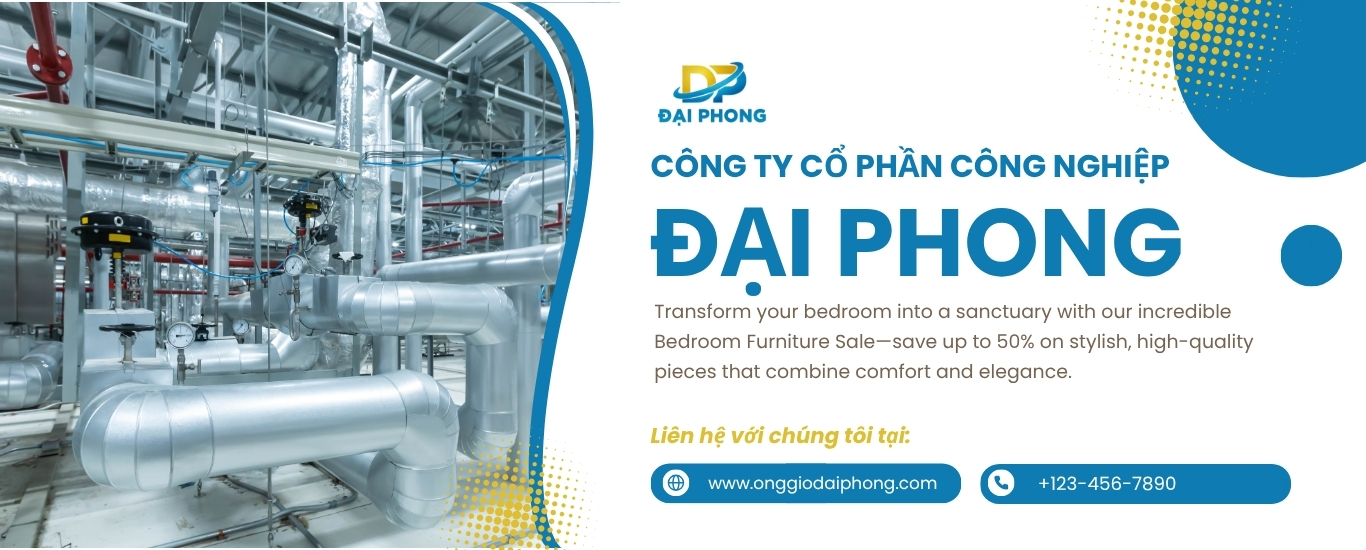 DP
ĐẠI PHONG
CÔNG TY CỔ PHẦN CÔNG NGHIỆP
ĐẠI PHONG
Transform your bedroom into a sanctuary with our incredible
Bedroom Furniture Sale—save up to 50% on stylish, high-quality
pieces that combine comfort and elegance.
Liên hệ với chúng tôi tại:
www.onggiodaiphong.com
+123-456-7890